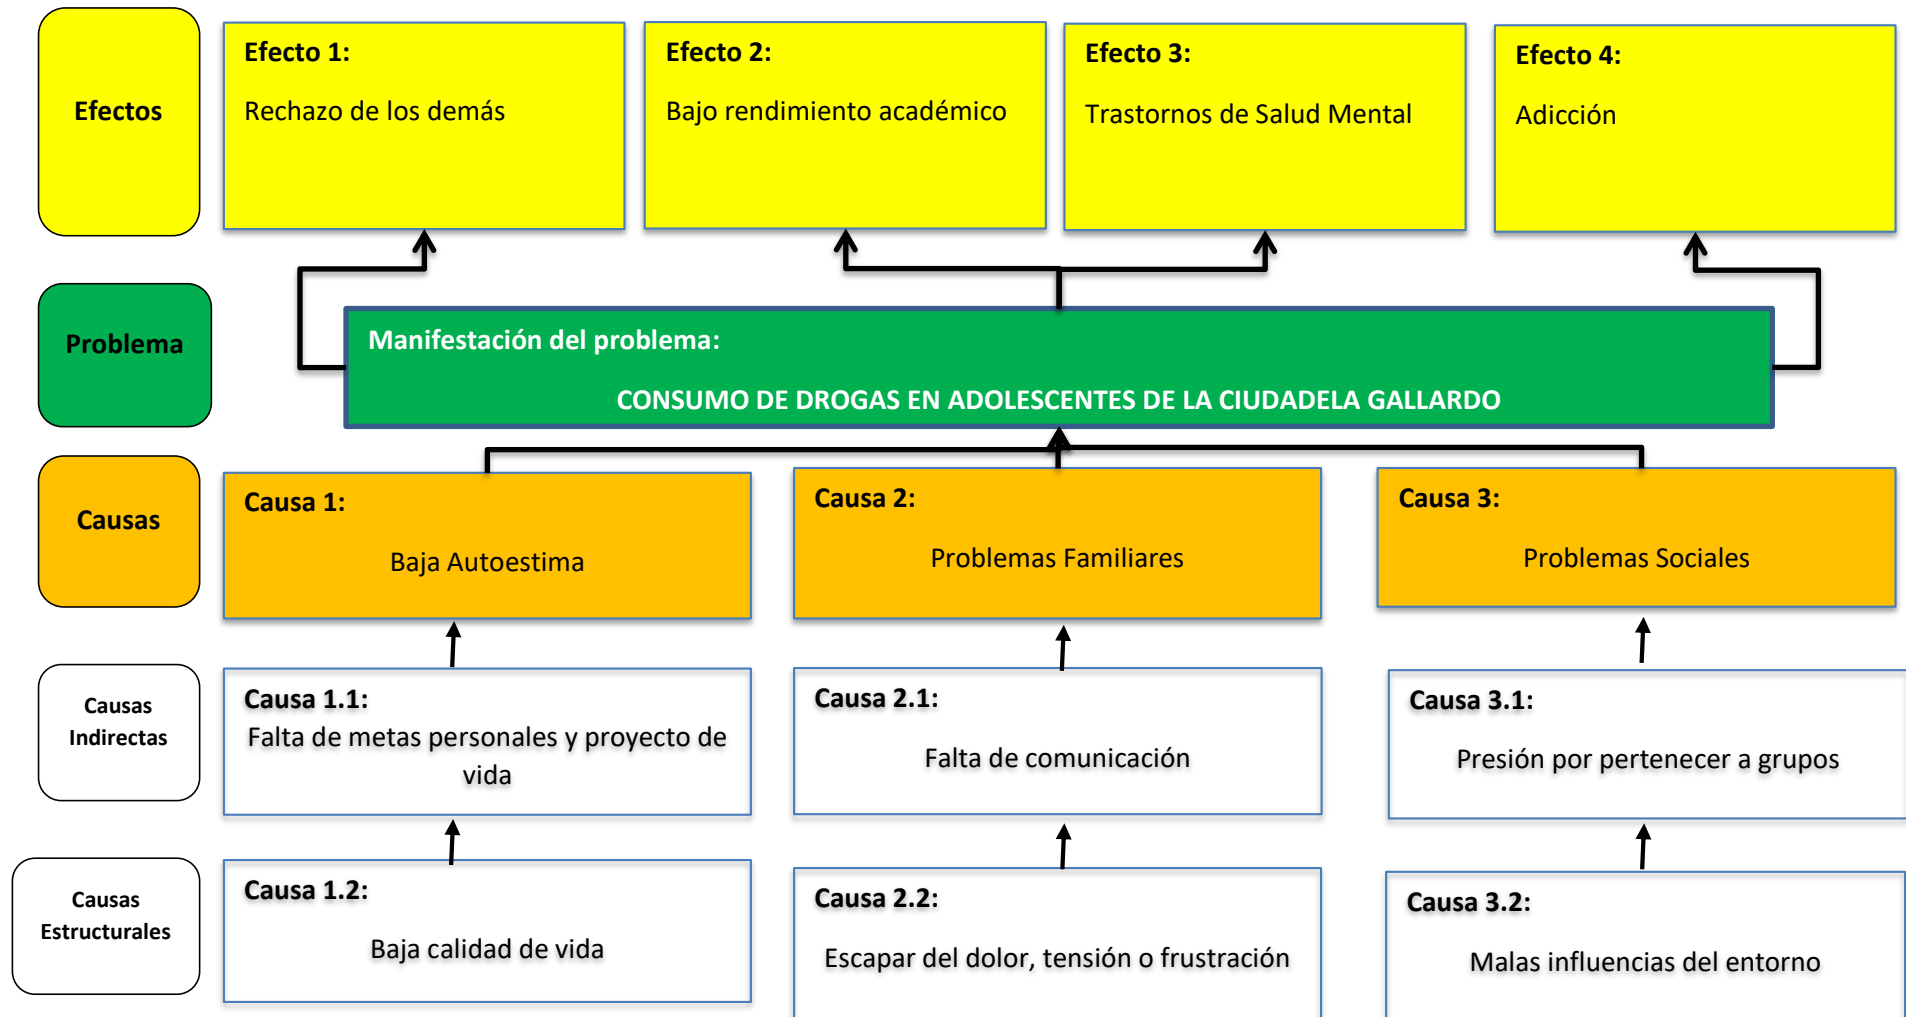 Efectos
Efecto 1:
Rechazo de los demás
Efecto 2:
Bajo rendimiento académico
Efecto 3:
Trastornos de Salud Mental
Efecto 4:
Adicción
Problema
Manifestación del problema:
CONSUMO DE DROGAS EN ADOLESCENTES DE LA CIUDADELA GALLARDO
Causas
Causa 1:
Baja Autoestima
Causa 2:
Problemas Familiares
Causa 3:
Problemas Sociales
Causas
Indirectas
Causa 1.1:
Falta de metas personales y proyecto de
vida
Causa 2.1:
Falta de comunicación
Causa 3.1:
Presión por pertenecer a grupos
Causas
Estructurales
Causa 1.2:
Baja calidad de vida
Causa 2.2:
Escapar del dolor, tensión o frustración
Causa 3.2:
Malas influencias del entorno